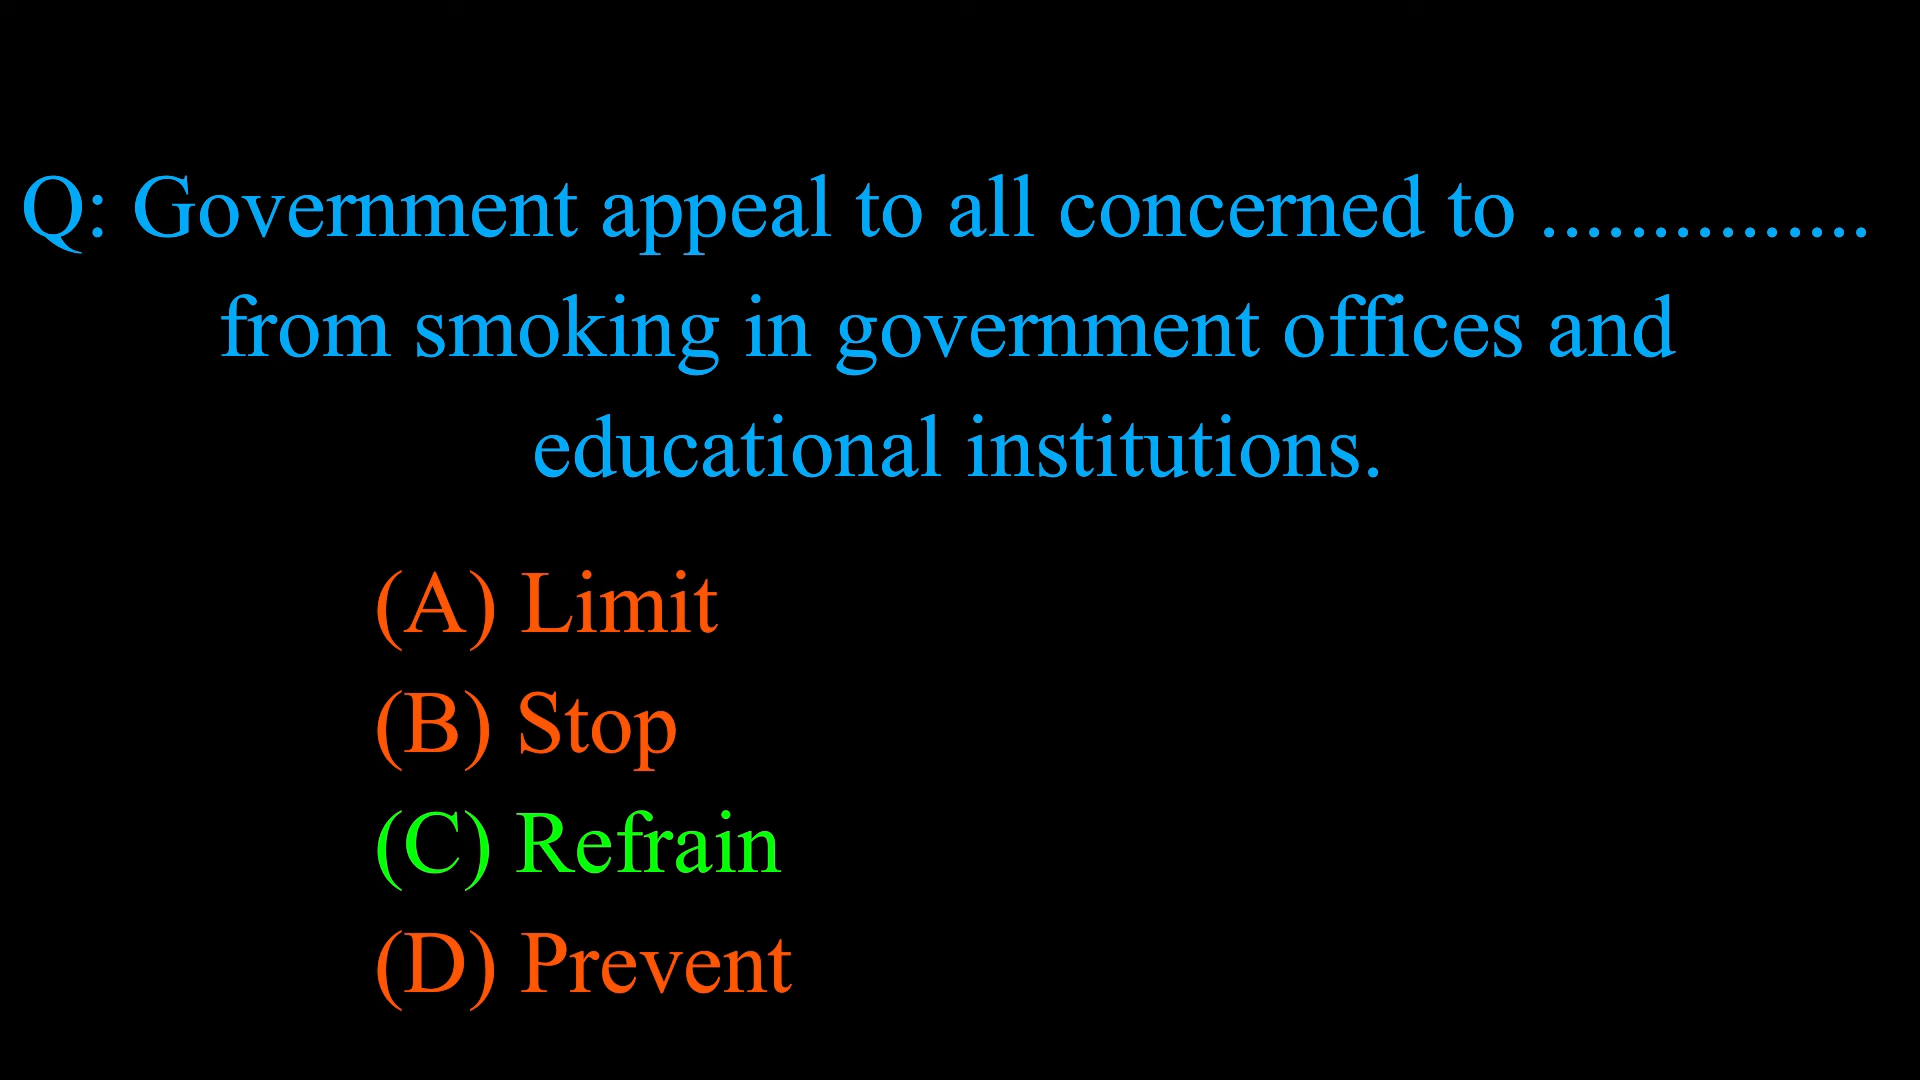 Q: Government appeal to all concerned to ...............
from smoking in government offices and
educational institutions.
(A) Limit
(B) Stop
(C) Refrain
(D) Prevent